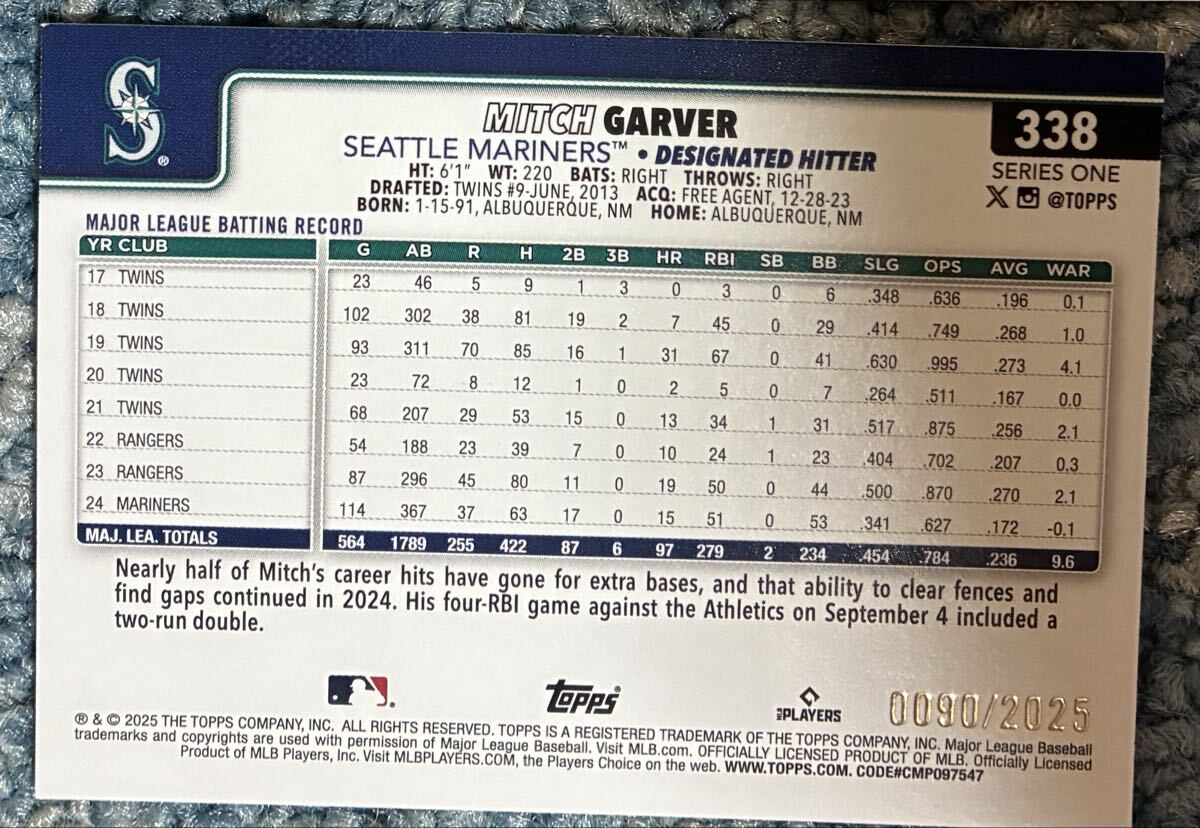 S ®
MITCH GARVER
338
SEATTLE MARINERS™ • DESIGNATED HITTER
SERIES ONE
HT: 6'1" WT: 220 BATS: RIGHT THROWS: RIGHT
@TOPPS
DRAFTED: TWINS #9-JUNE, 2013 ACQ: FREE AGENT, 12-28-23
BORN: 1-15-91, ALBUQUERQUE, NM HOME: ALBUQUERQUE, NM
MAJOR LEAGUE BATTING RECORD
YR CLUB G AB R H 2B 3B HR RBI SB BB SLG OPS AVG WAR
17 TWINS 23 46 5 9 1 3 0 3 0 6 .348 .636 .196 0.1
18 TWINS 102 302 38 81 19 2 7 45 0 29 .414 .749 .268 1.0
19 TWINS 93 311 70 85 16 1 31 67 0 41 .630 .995 .273 4.1
20 TWINS 23 72 8 12 1 0 2 5 0 7 .264 .511 .167 0.0
21 TWINS 68 207 29 53 15 0 13 34 1 31 .517 .875 .256 2.1
22 RANGERS 54 188 23 39 7 0 10 24 1 23 .404 .702 .207 0.3
23 RANGERS 87 296 45 80 11 0 19 50 0 44 .500 .870 .270 2.1
24 MARINERS 114 367 37 63 17 0 15 51 0 53 .341 .627 .172 -0.1
MAJ. LEA. TOTALS 564 1789 255 422 87 6 97 279 2 234 .454 .784 .236 9.6
Nearly half of Mitch's career hits have gone for extra bases, and that ability to clear fences and
find gaps continued in 2024. His four-RBI game against the Athletics on September 4 included a
two-run double.
topps®
MLB PLAYERS
0090/2025
® & © 2025 THE TOPPS COMPANY, INC. ALL RIGHTS RESERVED. TOPPS IS A REGISTERED TRADEMARK OF THE TOPPS COMPANY, INC. Major League Baseball
trademarks and copyrights are used with permission of Major League Baseball. Visit MLB.com. OFFICIALLY LICENSED PRODUCT OF MLB. Officially Licensed
Product of MLB Players, Inc. Visit MLBPLAYERS.COM, the Players Choice on the web. WWW.TOPPS.COM. CODE#CMP097547